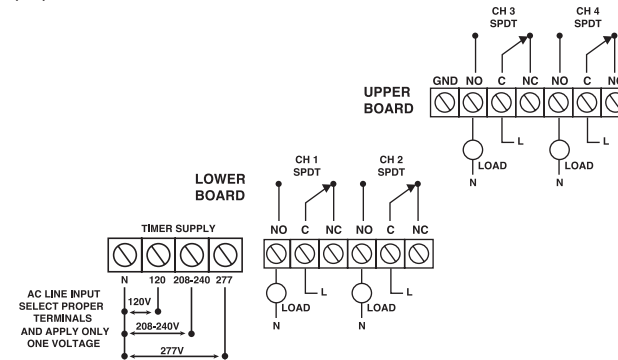 CH 3 CH 4
SPDT SPDT
GND NO C NC NO C
UPPER
BOARD
L L
LOAD LOAD
N N
CH 1 CH 2
SPDT SPDT
LOWER
BOARD
NO C NC NO C NC
TIMER SUPPLY
N 120 208-240 277
L L
LOAD LOAD
N N
AC LINE INPUT
SELECT PROPER
TERMINALS
AND APPLY ONLY
ONE VOLTAGE
120V
208-240V
277V